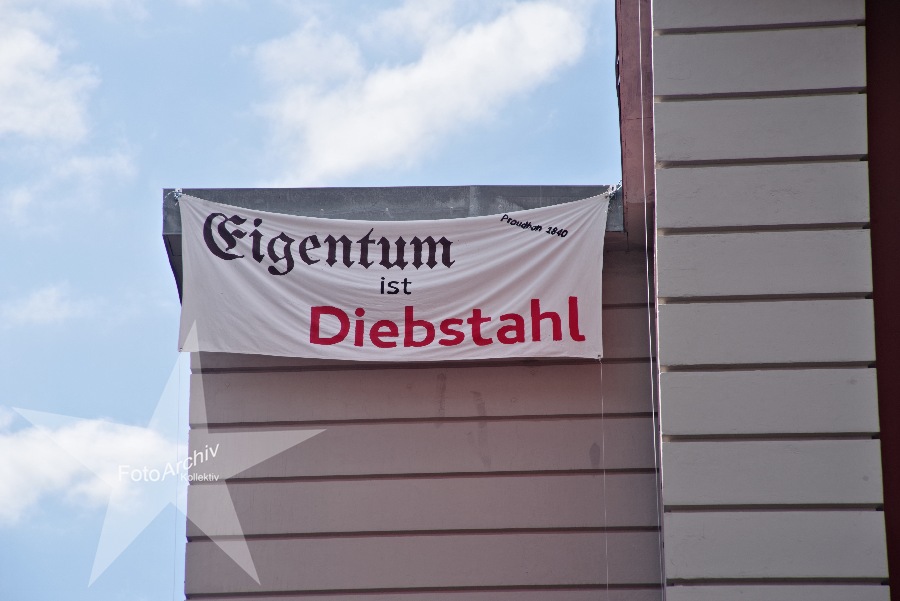 Eigentum
Proudhon 1840
ist
Diebstahl
FotoArchiv
Kollektiv